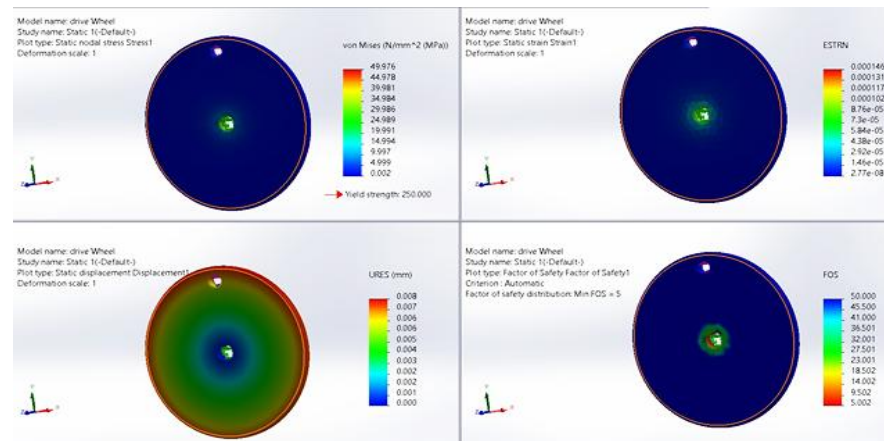 Model name: drive Wheel
Study name: Static 1(-Default-)
Plot type: Static nodal stress Stress1
Deformation scale: 1
von Mises (N/mm^2 (MPa))
49.976
44.978
39.981
34.984
29.986
24.989
19.991
14.994
9.997
4.999
0.002
Yield strength: 250.000
Model name: drive Wheel
Study name: Static 1(-Default-)
Plot type: Static strain Strain1
Deformation scale: 1
ESTRN
0.000146
0.000131
0.000117
0.000102
8.76e-05
7.3e-05
5.84e-05
4.38e-05
2.92e-05
1.46e-05
2.77e-08
Model name: drive Wheel
Study name: Static 1(-Default-)
Plot type: Static displacement Displacement1
Deformation scale: 1
URES (mm)
0.008
0.007
0.006
0.006
0.005
0.004
0.003
0.002
0.002
0.001
0.000
Model name: drive Wheel
Study name: Static 1(-Default-)
Plot type: Factor of Safety Factor of Safety1
Criterion : Automatic
Factor of safety distribution: Min FOS = 5
FOS
50.000
45.500
41.000
36.501
32.001
27.501
23.001
18.502
14.002
9.502
5.002